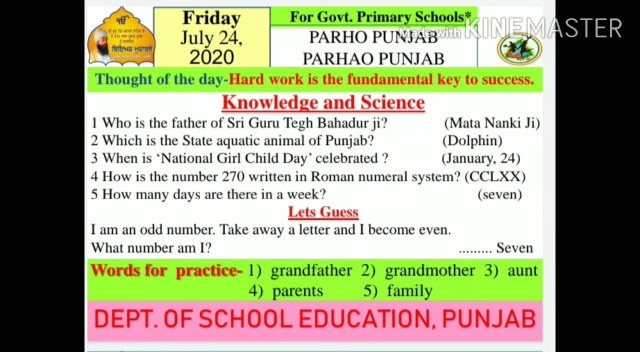 Friday
July 24,
2020
For Govt. Primary Schools*
PARHO PUNJAB
PARHAO PUNJAB
Made with KINEMASTER
Thought of the day-Hard work is the fundamental key to success.
Knowledge and Science
1 Who is the father of Sri Guru Tegh Bahadur ji? (Mata Nanki Ji)
2 Which is the State aquatic animal of Punjab? (Dolphin)
3 When is ‘National Girl Child Day’ celebrated ? (January, 24)
4 How is the number 270 written in Roman numeral system? (CCLXX)
5 How many days are there in a week? (seven)
Lets Guess
I am an odd number. Take away a letter and I become even.
What number am I? ......... Seven
Words for practice- 1) grandfather 2) grandmother 3) aunt
4) parents 5) family
DEPT. OF SCHOOL EDUCATION, PUNJAB